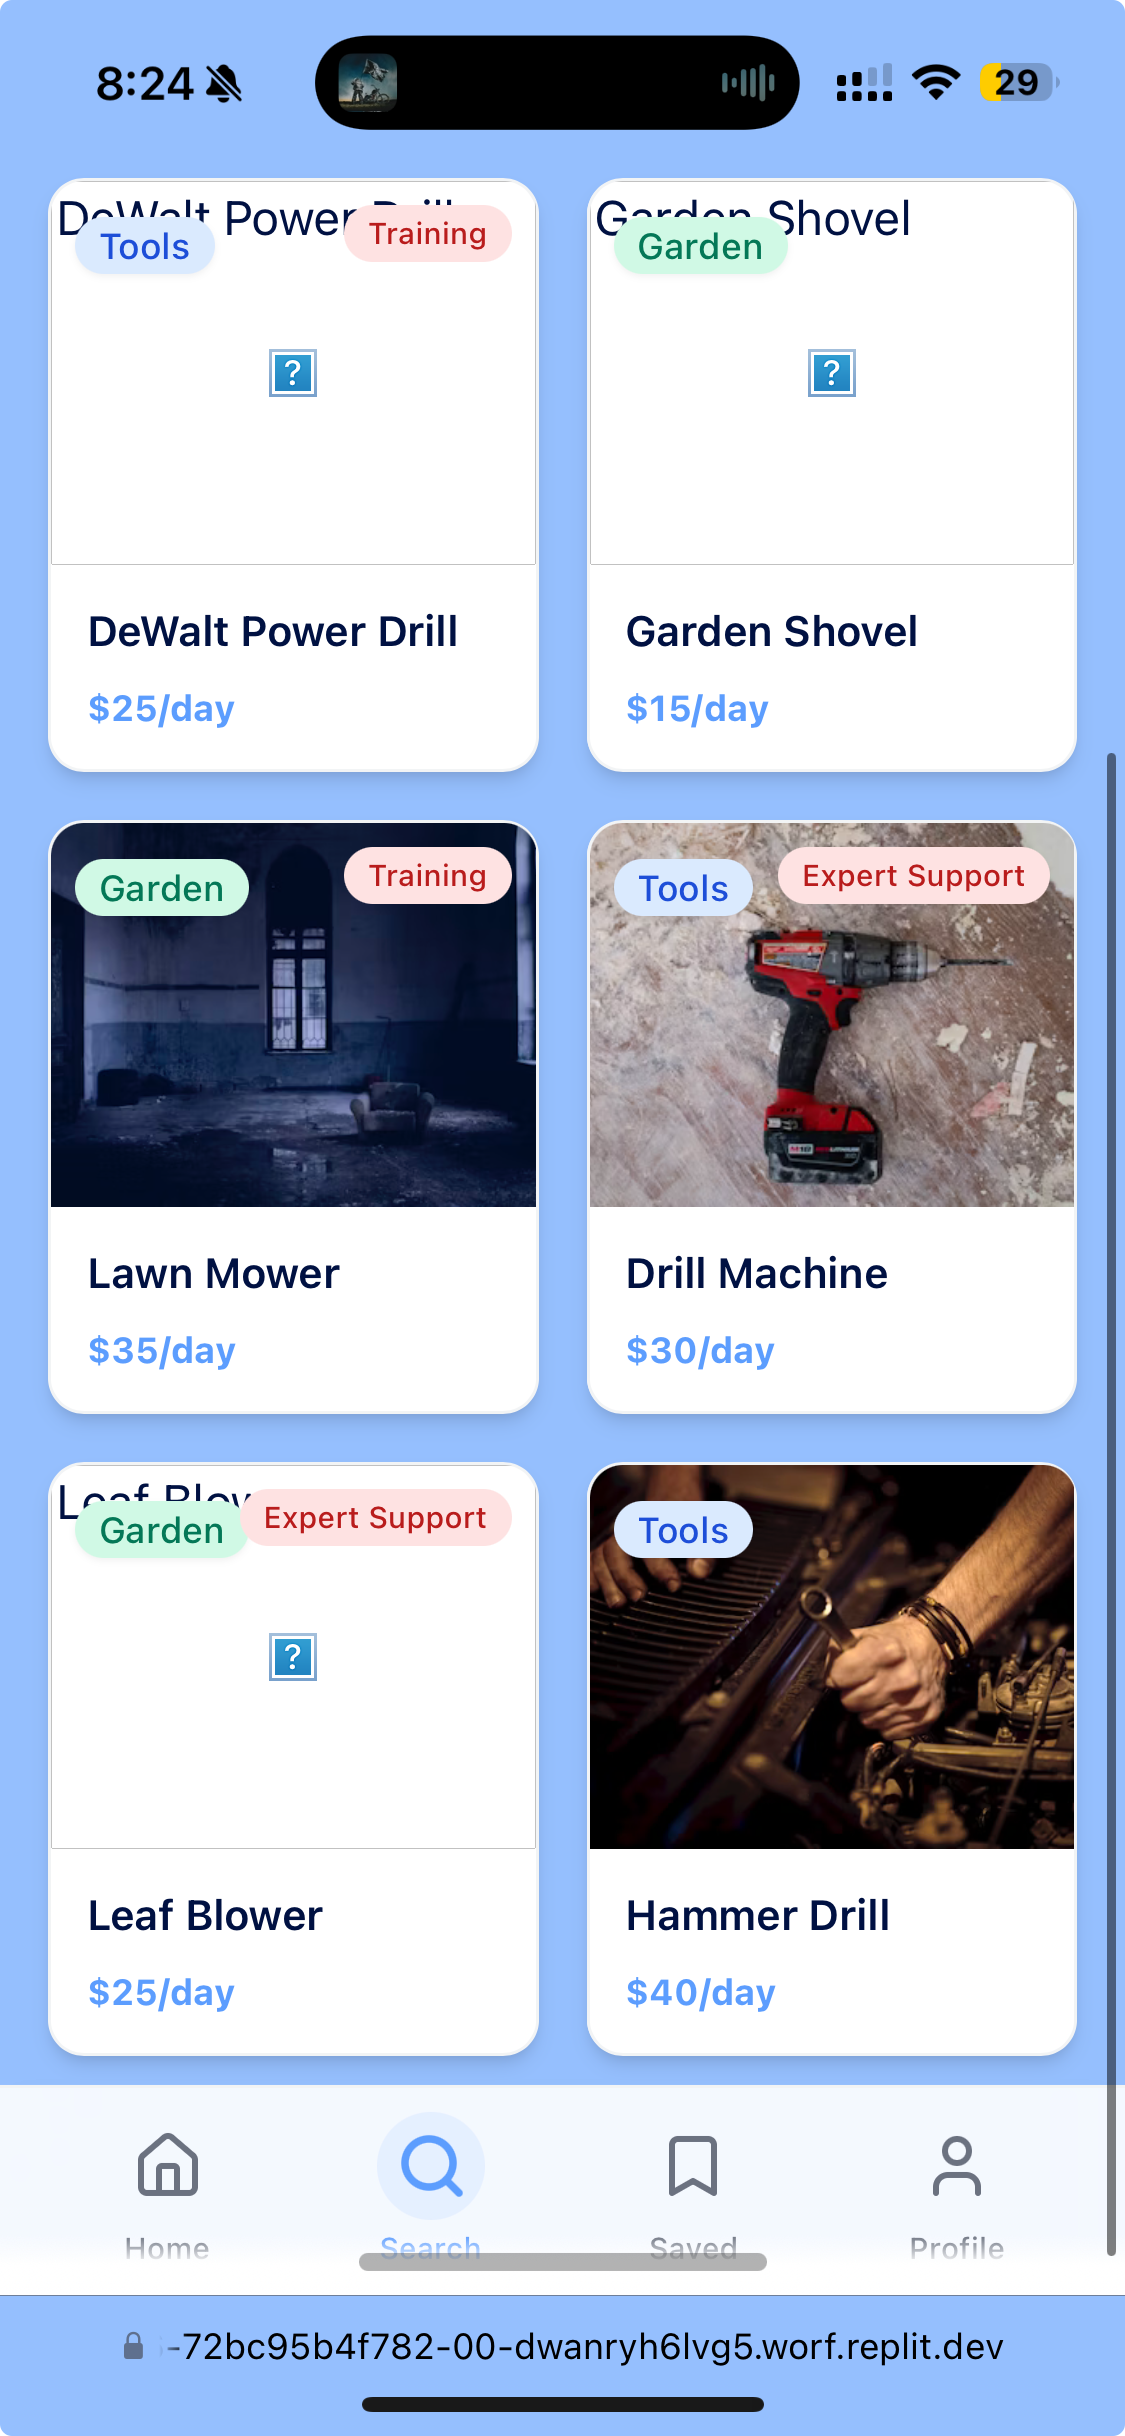 8:24
29
DeWalt Power Drill
Tools
Training
Garden Shovel
Garden
?
?
DeWalt Power Drill
$25/day
Garden Shovel
$15/day
Garden
Training
Tools
Expert Support
Lawn Mower
$35/day
Drill Machine
$30/day
Leaf Blow
Garden
Expert Support
Tools
?
Leaf Blower
$25/day
Hammer Drill
$40/day
Home
Search
Saved
Profile
-72bc95b4f782-00-dwanryh6lvg5.worf.replit.dev